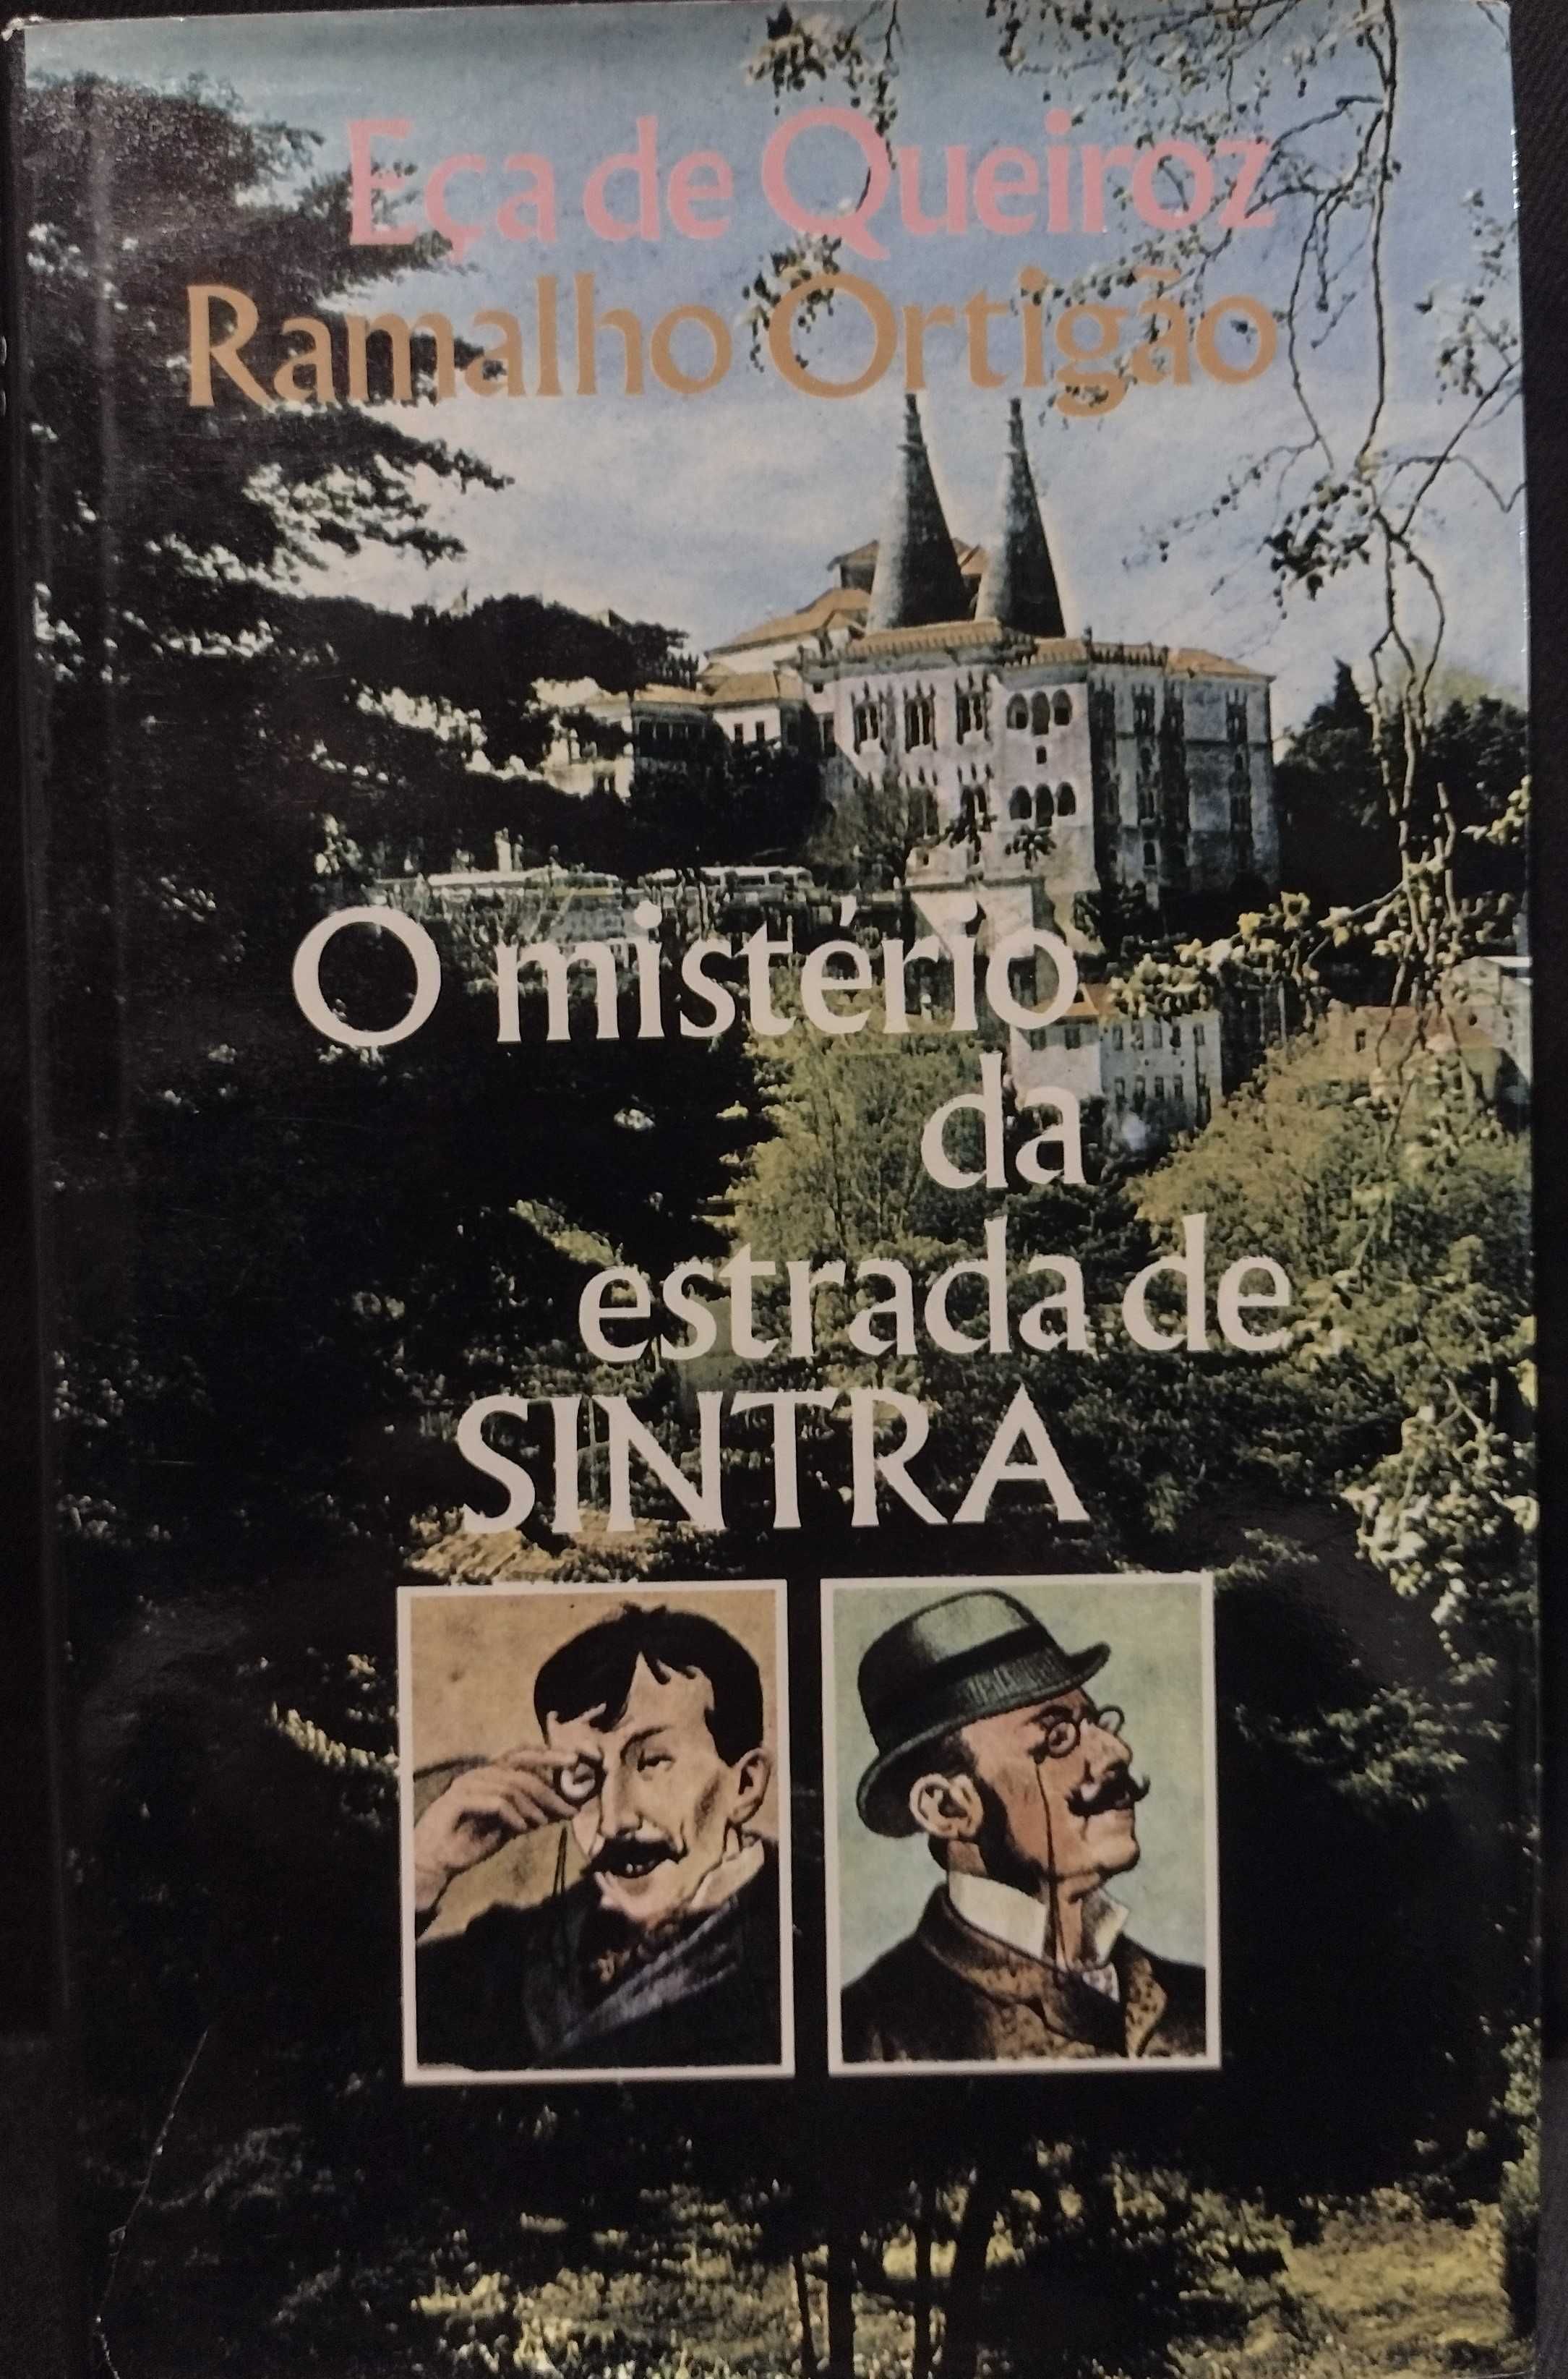 Eça de Queiroz
Ramalho Ortigão
O mistério
da
estrada de
SINTRA